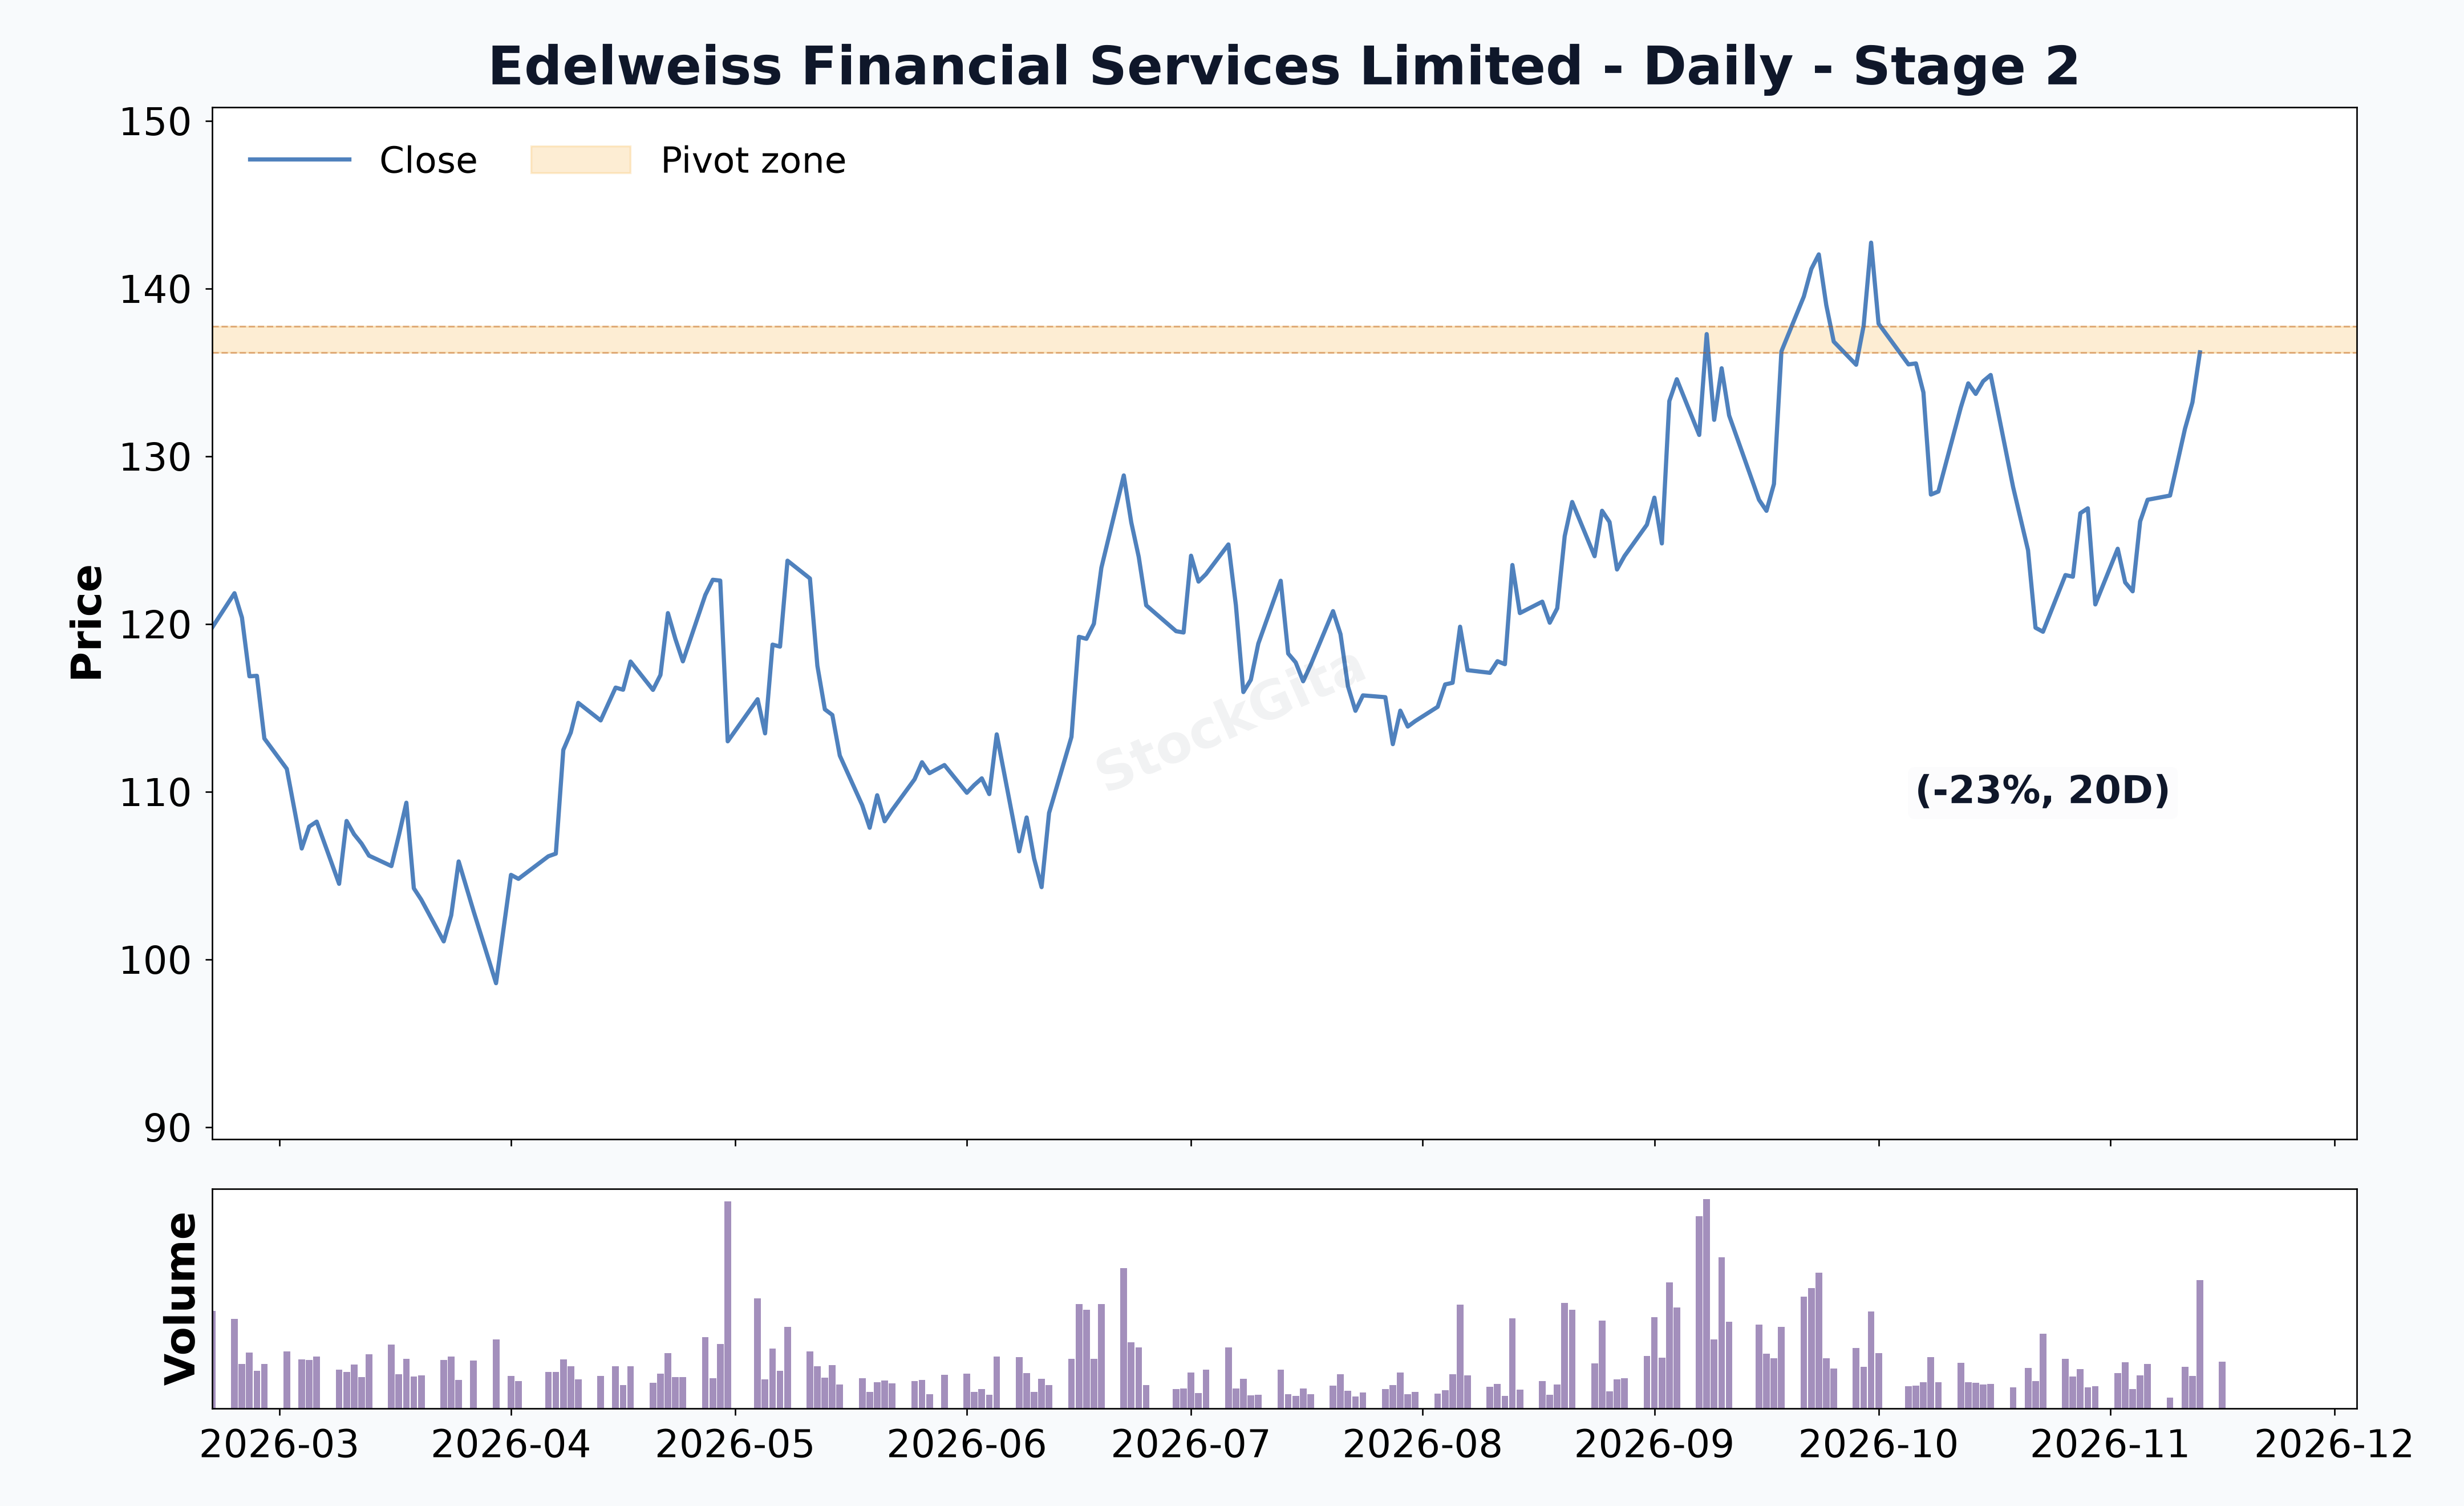 Edelweiss Financial Services Limited - Daily - Stage 2
150
Close
Pivot zone
140
130
120
110
100
90
Price
StockGita
(-23%, 20D)
Volume
2026-03
2026-04
2026-05
2026-06
2026-07
2026-08
2026-09
2026-10
2026-11
2026-12